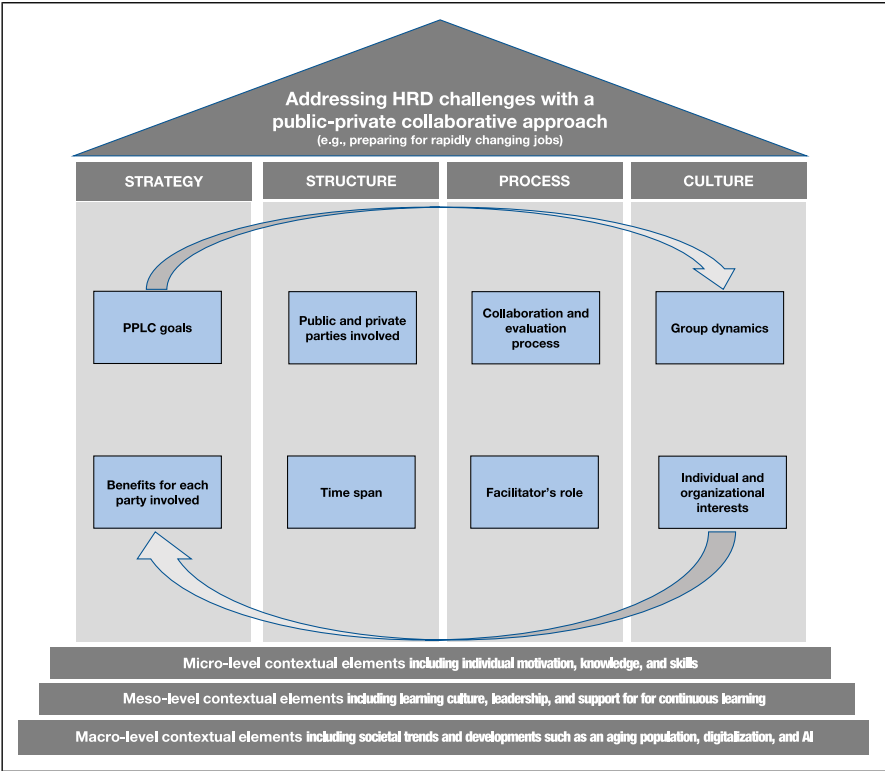 Addressing HRD challenges with a
public-private collaborative approach
(e.g., preparing for rapidly changing jobs)
STRATEGY
STRUCTURE
PROCESS
CULTURE
PPLC goals
Public and private
parties involved
Collaboration and
evaluation
process
Group dynamics
Benefits for each
party involved
Time span
Facilitator's role
Individual and
organizational
interests
Micro-level contextual elements including individual motivation, knowledge, and skills
Meso-level contextual elements including learning culture, leadership, and support for for continuous learning
Macro-level contextual elements including societal trends and developments such as an aging population, digitalization, and AI